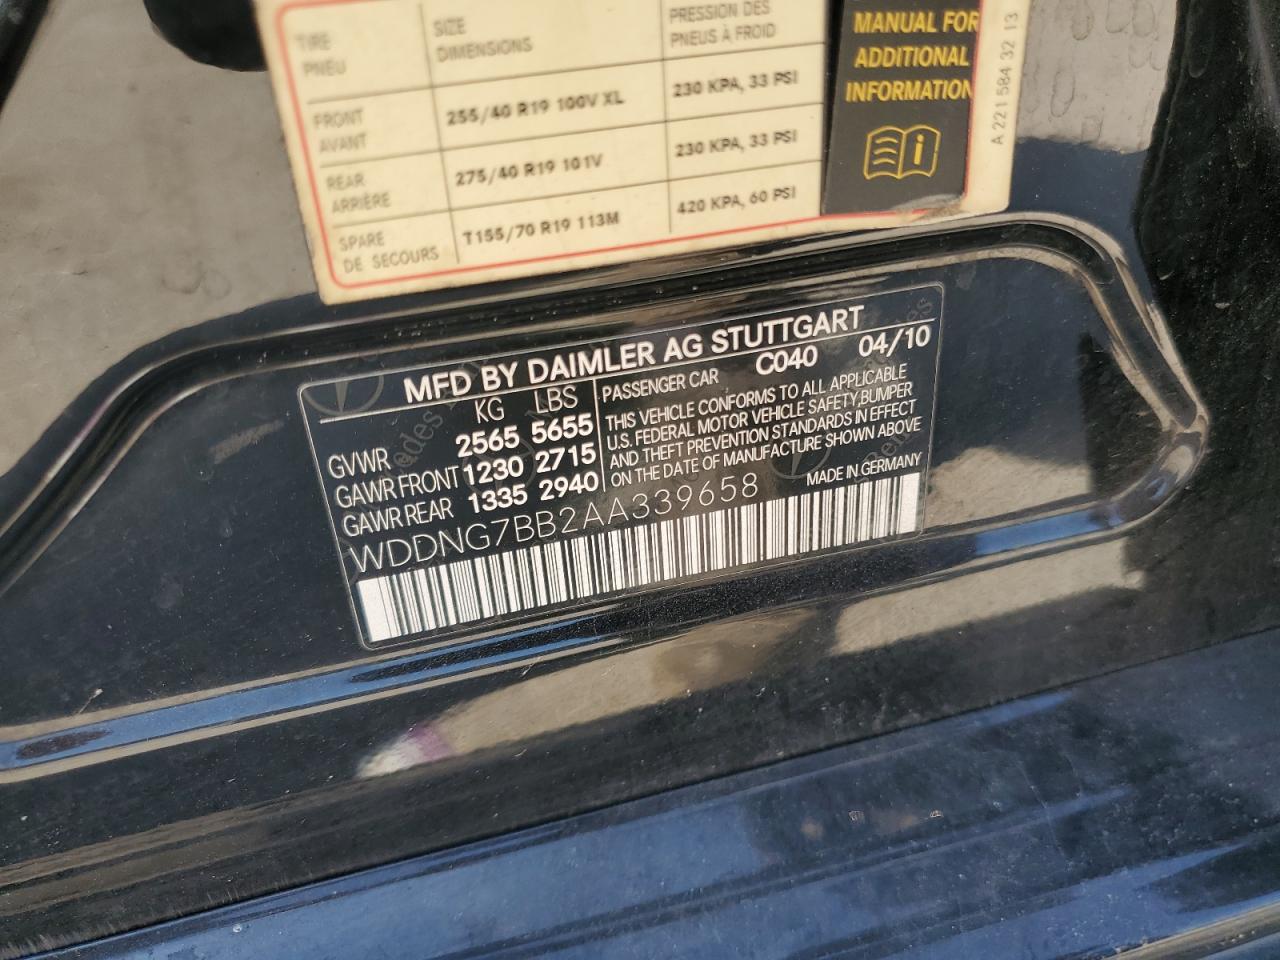 TIRE
PNEU
SIZE
DIMENSIONS
PRESSION DES
PNEUS À FROID
FRONT
AVANT
255/40 R19 100V XL
230 KPA, 33 PSI
REAR
ARRIÈRE
275/40 R19 101V
230 KPA, 33 PSI
SPARE
DE SECOURS
T155/70 R19 113M
420 KPA, 60 PSI
MANUAL FOR
ADDITIONAL
INFORMATION
A 221 584 32 13
MFD BY DAIMLER AG STUTTGART
KG LBS
GVWR 2565 5655
GAWR FRONT 1230 2715
GAWR REAR 1335 2940
PASSENGER CAR C040 04/10
THIS VEHICLE CONFORMS TO ALL APPLICABLE
U.S. FEDERAL MOTOR VEHICLE SAFETY,BUMPER
AND THEFT PREVENTION STANDARDS IN EFFECT
ON THE DATE OF MANUFACTURE SHOWN ABOVE
MADE IN GERMANY
WDDNG7BB2AA339658